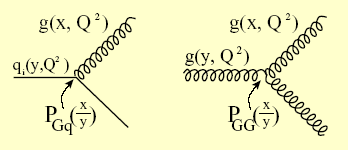 g(x, Q²)
qᵢ(y,Q²)
P_Gq(x/y)
g(x, Q²)
g(y, Q²)
P_GG(x/y)